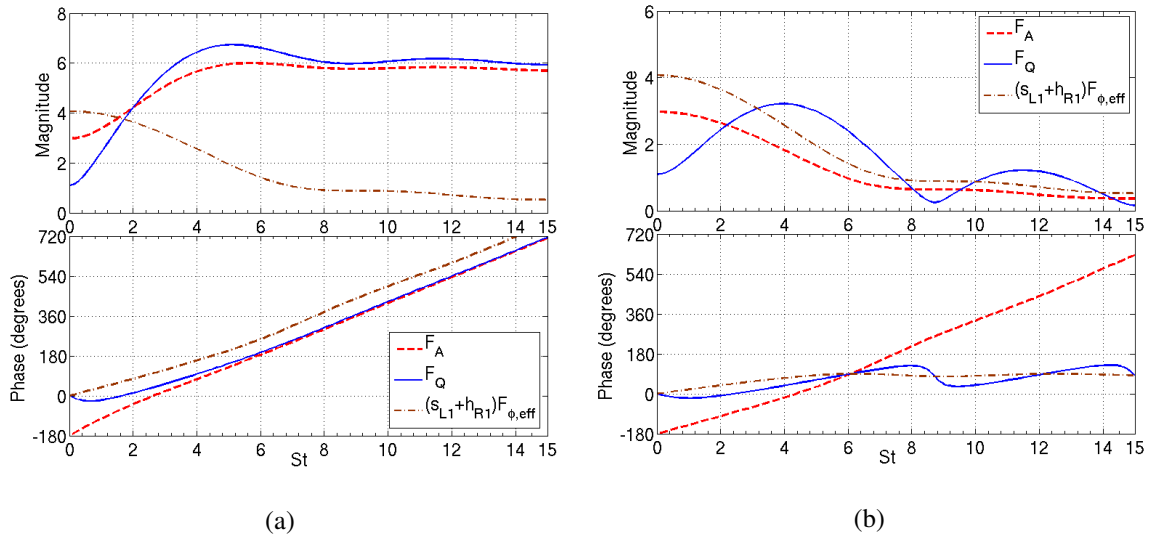 8
6
4
2
0
Magnitude
0 2 4 6 8 10 12 14 15
720
540
360
180
0
-180
Phase (degrees)
F_A
F_Q
(s_L1+h_R1)F_ϕ,eff
0 2 4 6 8 10 12 14 15
St
(a)
6
4
2
0
Magnitude
F_A
F_Q
(s_L1+h_R1)F_ϕ,eff
0 2 4 6 8 10 12 14 15
720
540
360
180
0
-180
Phase (degrees)
0 2 4 6 8 10 12 14 15
St
(b)